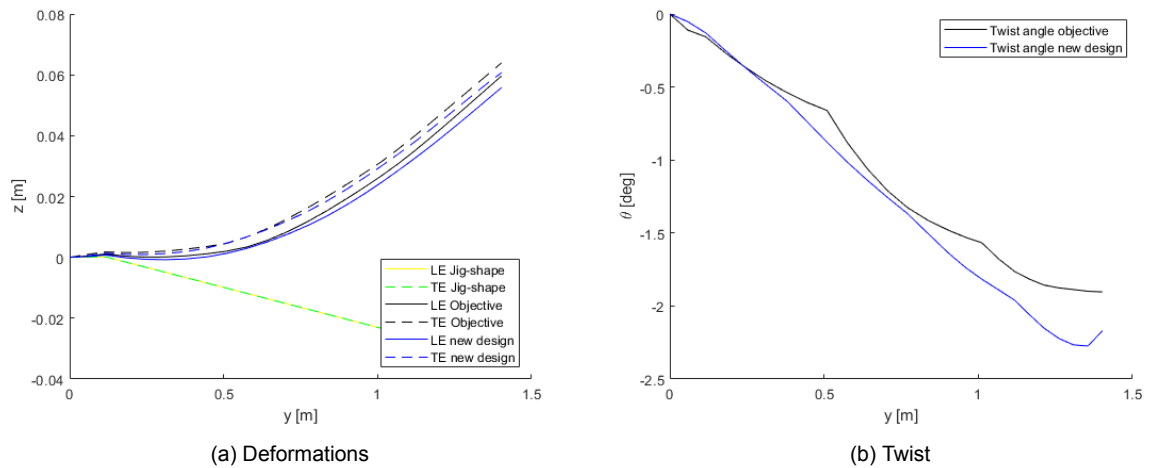 0.08
0.06
0.04
0.02
0
-0.02
-0.04
z [m]
0
0.5
1
1.5
y [m]
LE Jig-shape
TE Jig-shape
LE Objective
TE Objective
LE new design
TE new design
(a) Deformations
0
-0.5
-1
-1.5
-2
-2.5
θ [deg]
0
0.5
1
1.5
y [m]
Twist angle objective
Twist angle new design
(b) Twist